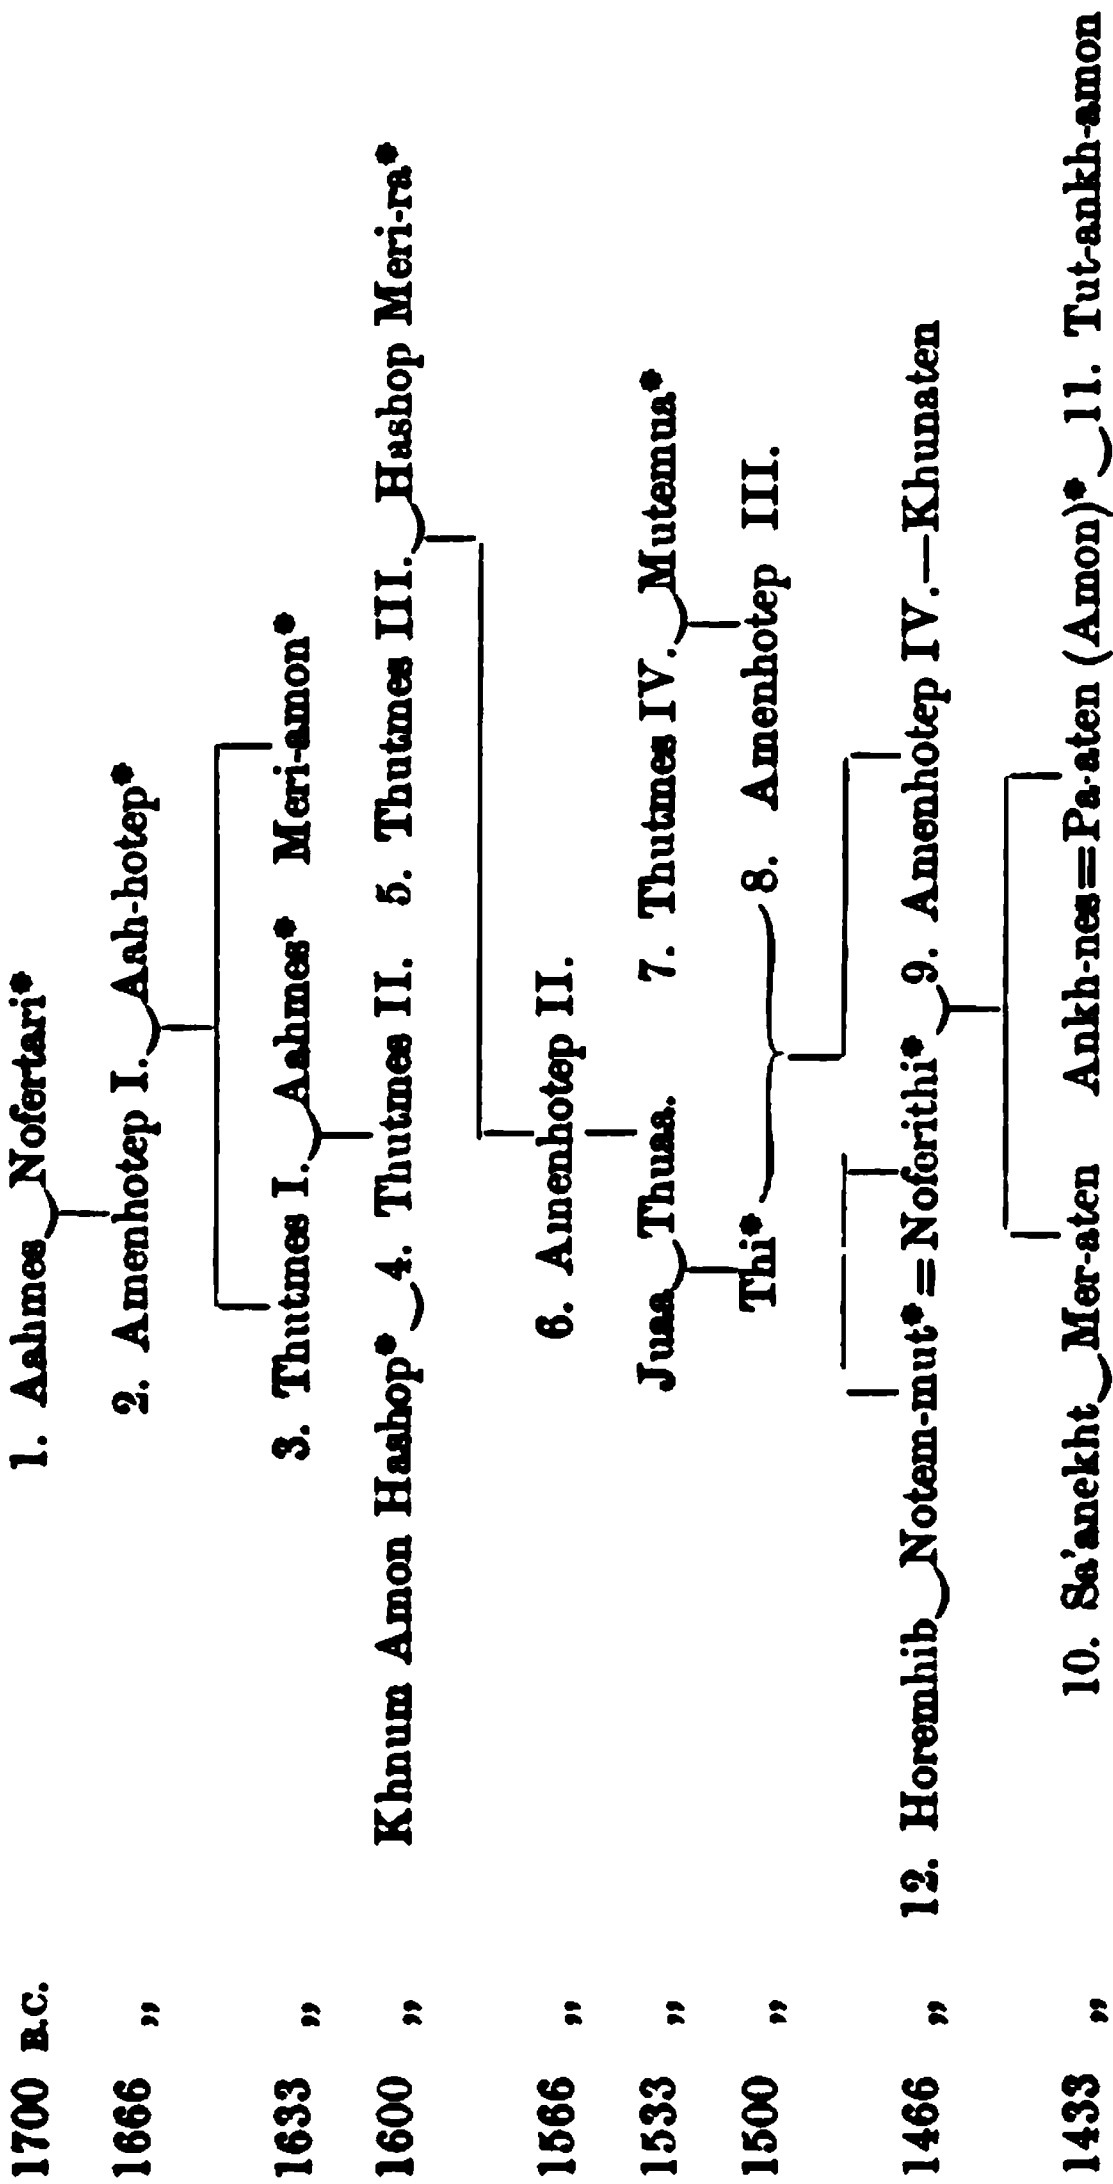 1700 B.C. 1. Aahmes Nofertari*
1666 „ 2. Amenhotep I. Aah-hotep*
1633 „ 3. Thutmes I. Aahmes* Meri-amon*
1600 „ Khnum Amon Hashop* 4. Thutmes II. 5. Thutmes III. Hashop Meri-ra*
1566 „ 6. Amenhotep II.
1533 „ Juaa Thuaa. 7. Thutmes IV. Mutemua*
1500 „ Thi* 8. Amenhotep III.
1466 „ 12. Horemhib Notem-mut*=Noferithi* 9. Amenhotep IV.—Khunaten
1433 „ 10. Sa'anekht Mer-aten Ankh-nes=Pa-aten (Amon)* 11. Tut-ankh-amon